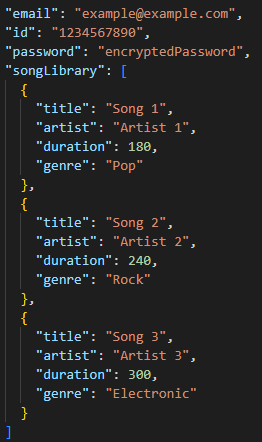 "email": "example@example.com",
"id": "1234567890",
"password": "encryptedPassword",
"songLibrary": [
  {
    "title": "Song 1",
    "artist": "Artist 1",
    "duration": 180,
    "genre": "Pop"
  },
  {
    "title": "Song 2",
    "artist": "Artist 2",
    "duration": 240,
    "genre": "Rock"
  },
  {
    "title": "Song 3",
    "artist": "Artist 3",
    "duration": 300,
    "genre": "Electronic"
  }
]